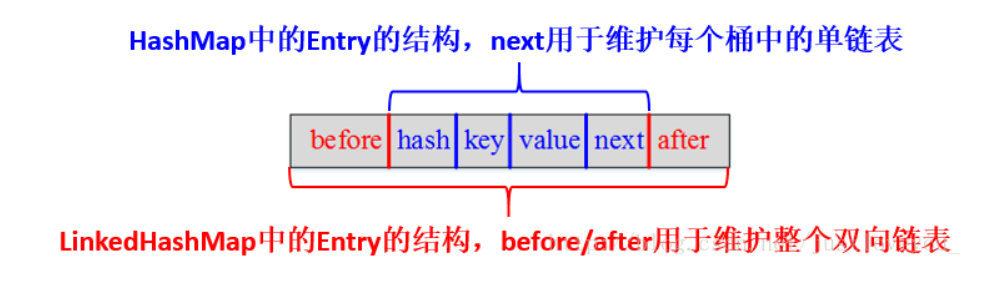 HashMap中的Entry的结构，next用于维护每个桶中的单链表
before hash key value next after
LinkedHashMap中的Entry的结构，before/after用于维护整个双向链表